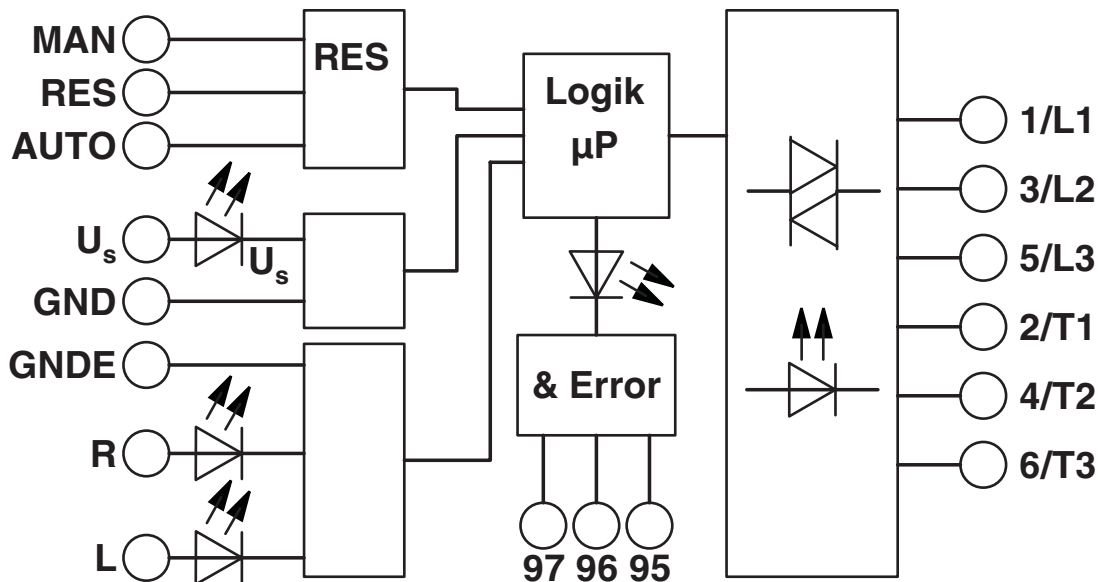 MAN
RES
AUTO
RES
Us
Us
GND
GNDE
R
L
Logik
µP
& Error
97 96 95
1/L1
3/L2
5/L3
2/T1
4/T2
6/T3